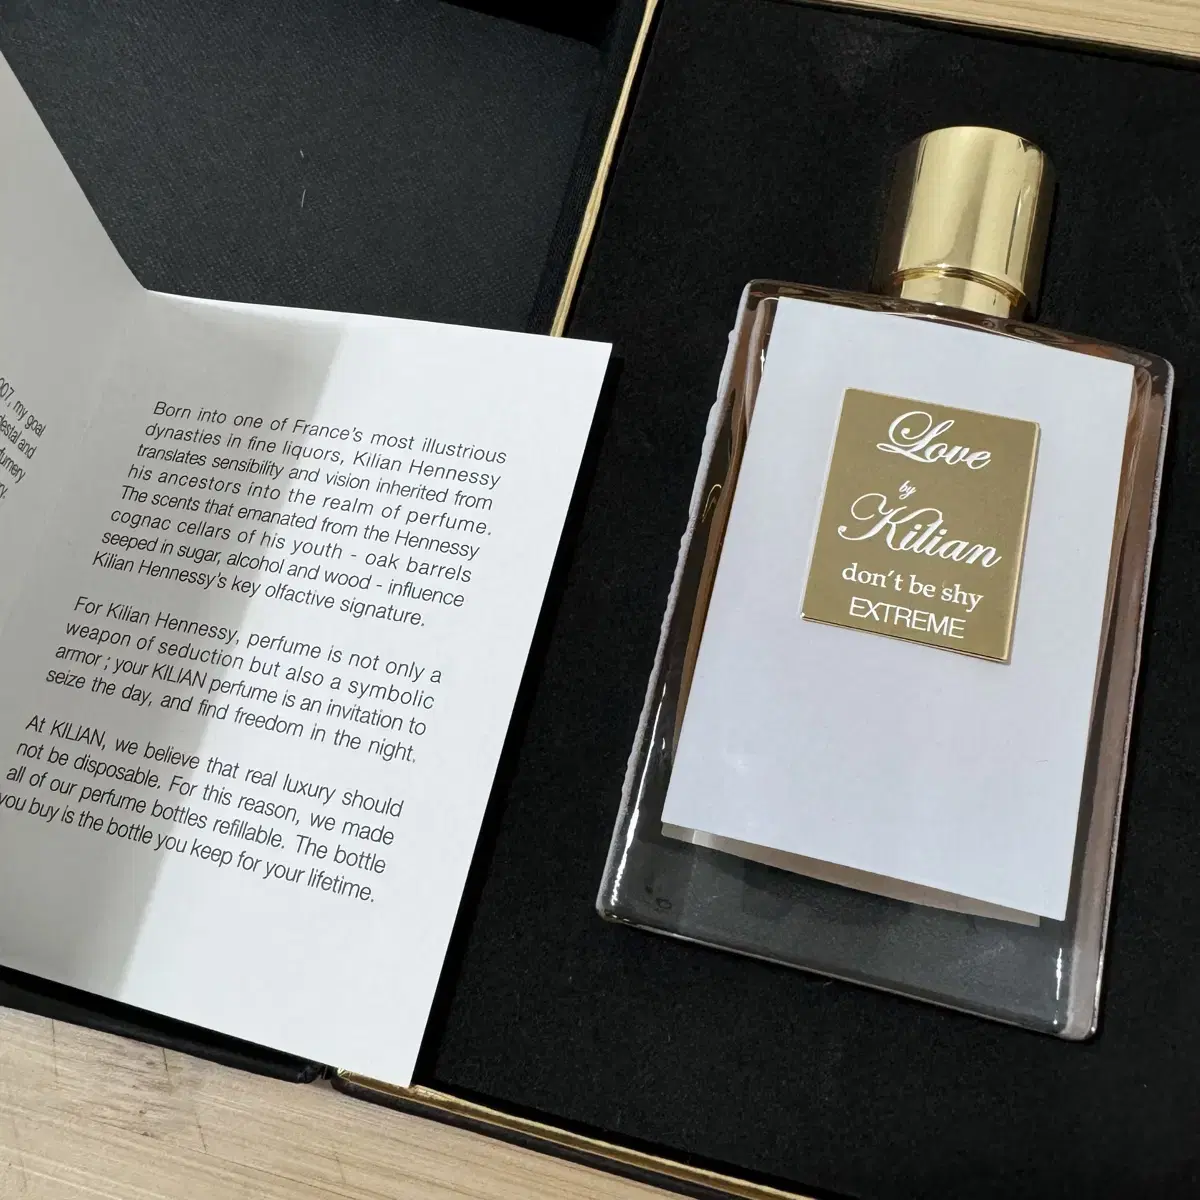 007, my goal
and
Born into one of France's most illustrious
dynasties in fine liquors, Kilian Hennessy
translates sensibility and vision inherited from
his ancestors into the realm of perfume.
The scents that emanated from the Hennessy
cognac cellars of his youth - oak barrels
seeped in sugar, alcohol and wood - influence
Kilian Hennessy's key olfactive signature.
For Kilian Hennessy, perfume is not only a
weapon of seduction but also a symbolic
armor ; your KILIAN perfume is an invitation to
seize the day, and find freedom in the night.
At KILIAN, we believe that real luxury should
not be disposable. For this reason, we made
all of our perfume bottles refillable. The bottle
you buy is the bottle you keep for your lifetime.
Love
by
Kilian
don't be shy
EXTREME